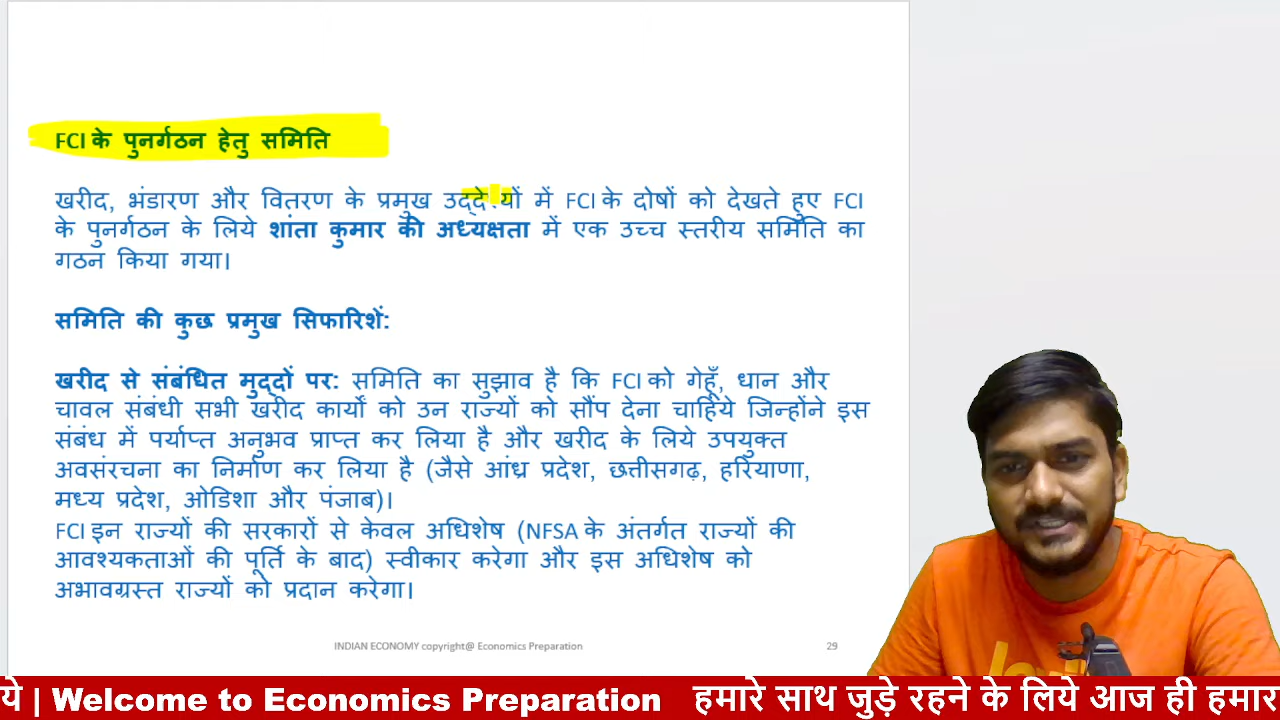 FCI के पुनर्गठन हेतु समिति
खरीद, भंडारण और वितरण के प्रमुख उद्देश्यों में FCI के दोषों को देखते हुए FCI
के पुनर्गठन के लिये शांता कुमार की अध्यक्षता में एक उच्च स्तरीय समिति का
गठन किया गया।
समिति की कुछ प्रमुख सिफारिशें:
खरीद से संबंधित मुद्दों पर: समिति का सुझाव है कि FCI को गेहूँ, धान और
चावल संबंधी सभी खरीद कार्यों को उन राज्यों को सौंप देना चाहिये जिन्होंने इस
संबंध में पर्याप्त अनुभव प्राप्त कर लिया है और खरीद के लिये उपयुक्त
अवसंरचना का निर्माण कर लिया है (जैसे आंध्र प्रदेश, छत्तीसगढ़, हरियाणा,
मध्य प्रदेश, ओडिशा और पंजाब)।
FCI इन राज्यों की सरकारों से केवल अधिशेष (NFSA के अंतर्गत राज्यों की
आवश्यकताओं की पूर्ति के बाद) स्वीकार करेगा और इस अधिशेष को
अभावग्रस्त राज्यों को प्रदान करेगा।
INDIAN ECONOMY copyright@ Economics Preparation 29
ये | Welcome to Economics Preparation हमारे साथ जुड़े रहने के लिये आज ही हमार